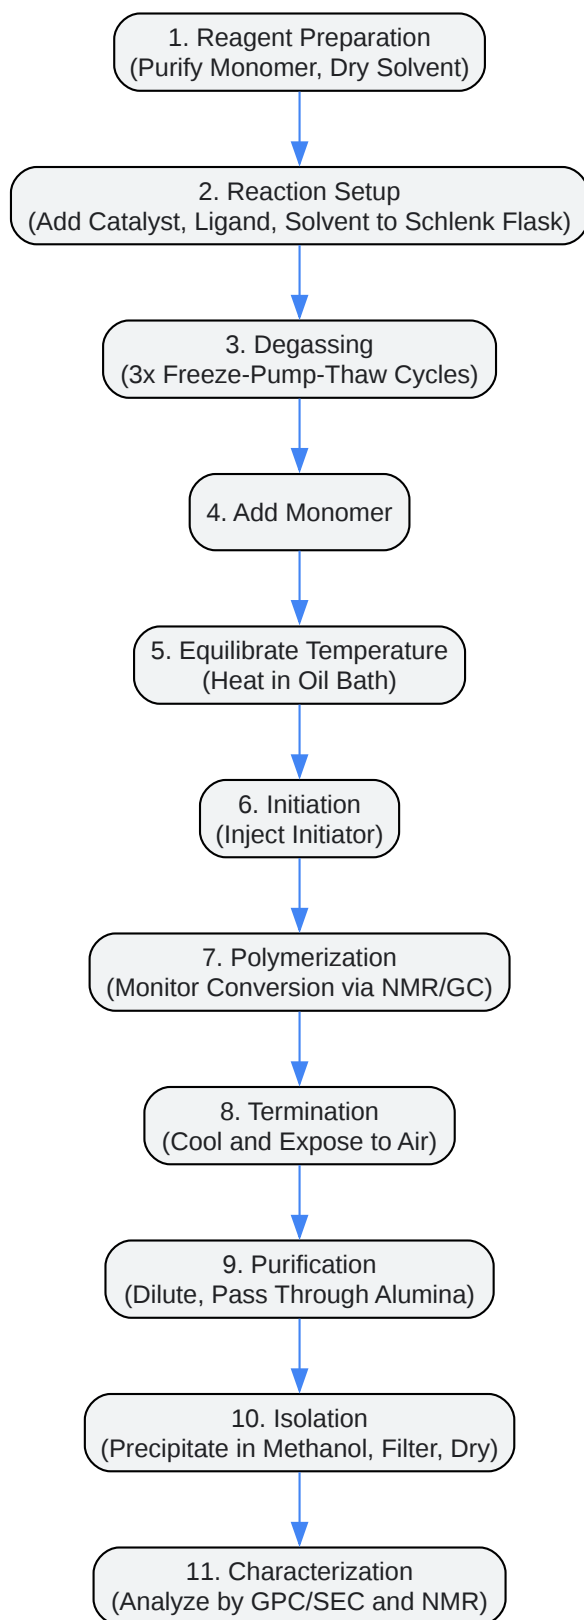 1. Reagent Preparation
(Purify Monomer, Dry Solvent)
2. Reaction Setup
(Add Catalyst, Ligand, Solvent to Schlenk Flask)
3. Degassing
(3x Freeze-Pump-Thaw Cycles)
4. Add Monomer
5. Equilibrate Temperature
(Heat in Oil Bath)
6. Initiation
(Inject Initiator)
7. Polymerization
(Monitor Conversion via NMR/GC)
8. Termination
(Cool and Expose to Air)
9. Purification
(Dilute, Pass Through Alumina)
10. Isolation
(Precipitate in Methanol, Filter, Dry)
11. Characterization
(Analyze by GPC/SEC and NMR)